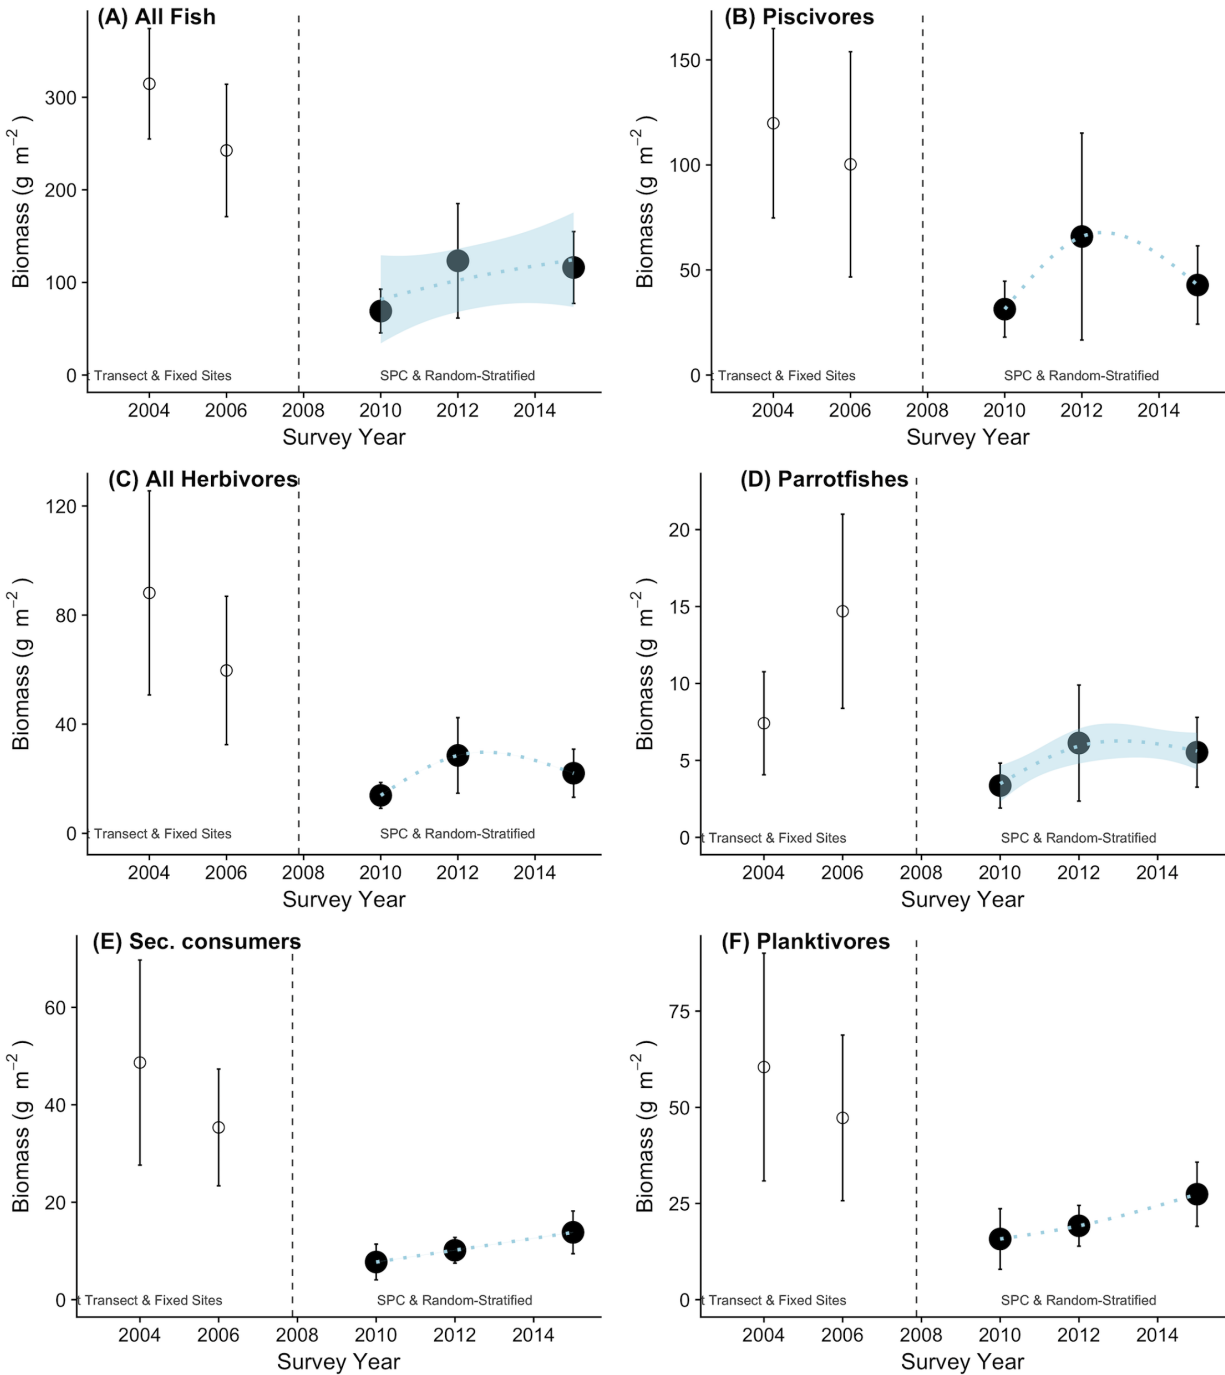 (A) All Fish
Biomass (g m−2 )
300
200
100
0
t Transect & Fixed Sites
SPC & Random-Stratified
2004 2006 2008 2010 2012 2014
Survey Year
(B) Piscivores
Biomass (g m−2 )
150
100
50
0
t Transect & Fixed Sites
SPC & Random-Stratified
2004 2006 2008 2010 2012 2014
Survey Year
(C) All Herbivores
Biomass (g m−2 )
120
80
40
0
t Transect & Fixed Sites
SPC & Random-Stratified
2004 2006 2008 2010 2012 2014
Survey Year
(D) Parrotfishes
Biomass (g m−2 )
20
15
10
5
0
t Transect & Fixed Sites
SPC & Random-Stratified
2004 2006 2008 2010 2012 2014
Survey Year
(E) Sec. consumers
Biomass (g m−2 )
60
40
20
0
t Transect & Fixed Sites
SPC & Random-Stratified
2004 2006 2008 2010 2012 2014
Survey Year
(F) Planktivores
Biomass (g m−2 )
75
50
25
0
t Transect & Fixed Sites
SPC & Random-Stratified
2004 2006 2008 2010 2012 2014
Survey Year